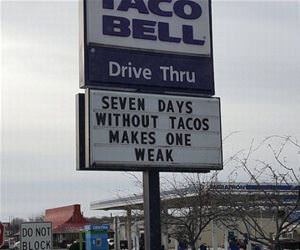 TACO
BELL
Drive Thru
SEVEN DAYS
WITHOUT TACOS
MAKES ONE
WEAK
DO NOT
BLOCK